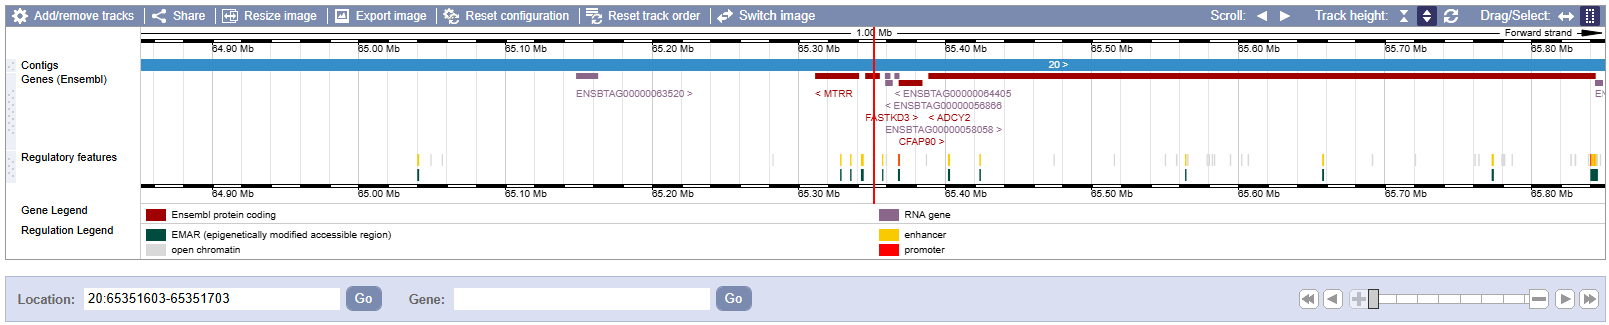 Add/remove tracks Share Resize image Export image Reset configuration Reset track order Switch image Scroll: Track height: Drag/Select:
1.00 Mb Forward strand
64.90 Mb 65.00 Mb 65.10 Mb 65.20 Mb 65.30 Mb 65.40 Mb 65.50 Mb 65.60 Mb 65.70 Mb 65.80 Mb
Contigs 20 >
Genes (Ensembl)
ENSBTAG00000063520 > < MTRR < ENSBTAG00000064405 EN
< ENSBTAG00000056866
FASTKD3 > < ADCY2
ENSBTAG00000058058 >
CFAP90 >
Regulatory features
64.90 Mb 65.00 Mb 65.10 Mb 65.20 Mb 65.30 Mb 65.40 Mb 65.50 Mb 65.60 Mb 65.70 Mb 65.80 Mb
Gene Legend Ensembl protein coding RNA gene
Regulation Legend EMAR (epigenetically modified accessible region) enhancer
open chromatin promoter
Location: 20:65351603-65351703 Go Gene: Go